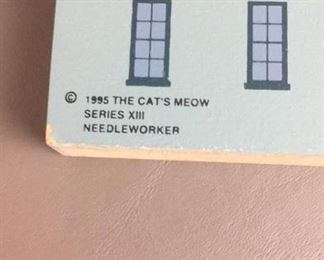 © 1995 THE CAT'S MEOW
SERIES XIII
NEEDLEWORKER